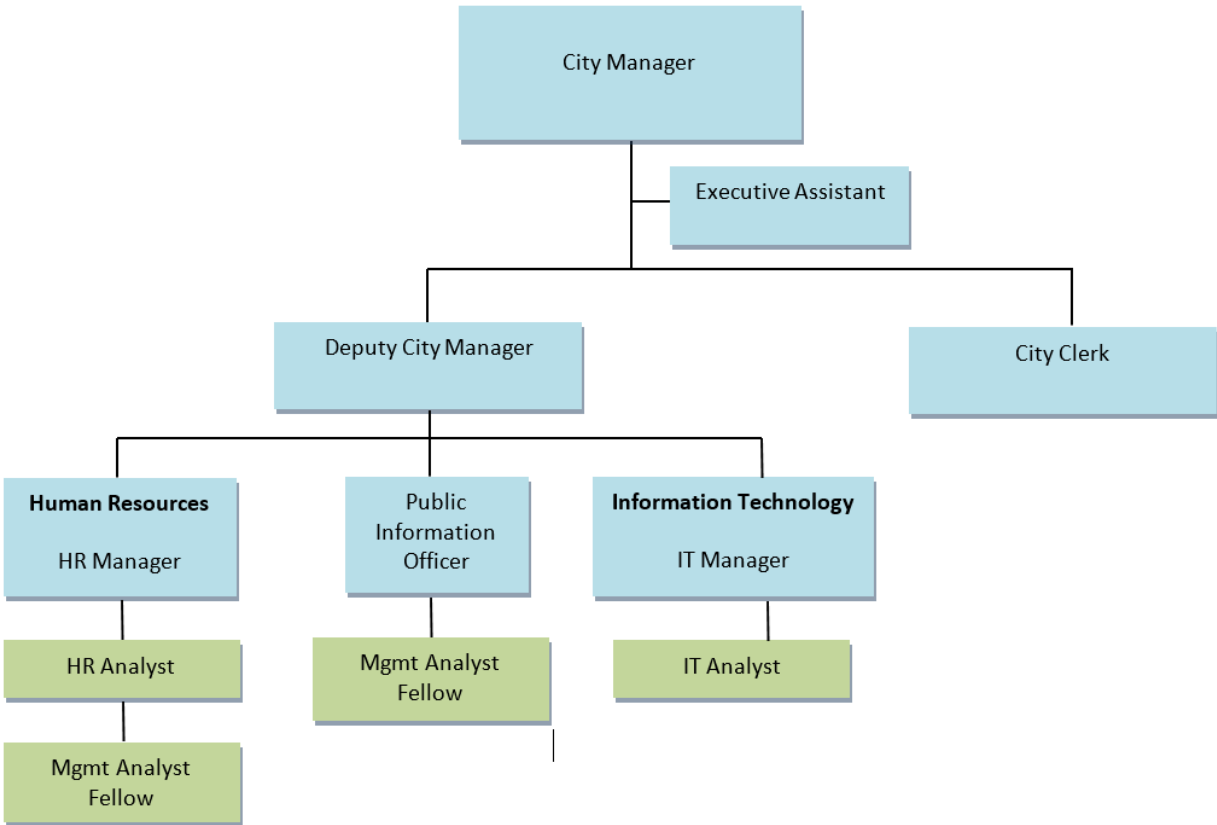 City Manager
Executive Assistant
Deputy City Manager
City Clerk
Human Resources
HR Manager
Public
Information
Officer
Information Technology
IT Manager
HR Analyst
Mgmt Analyst
Fellow
IT Analyst
Mgmt Analyst
Fellow